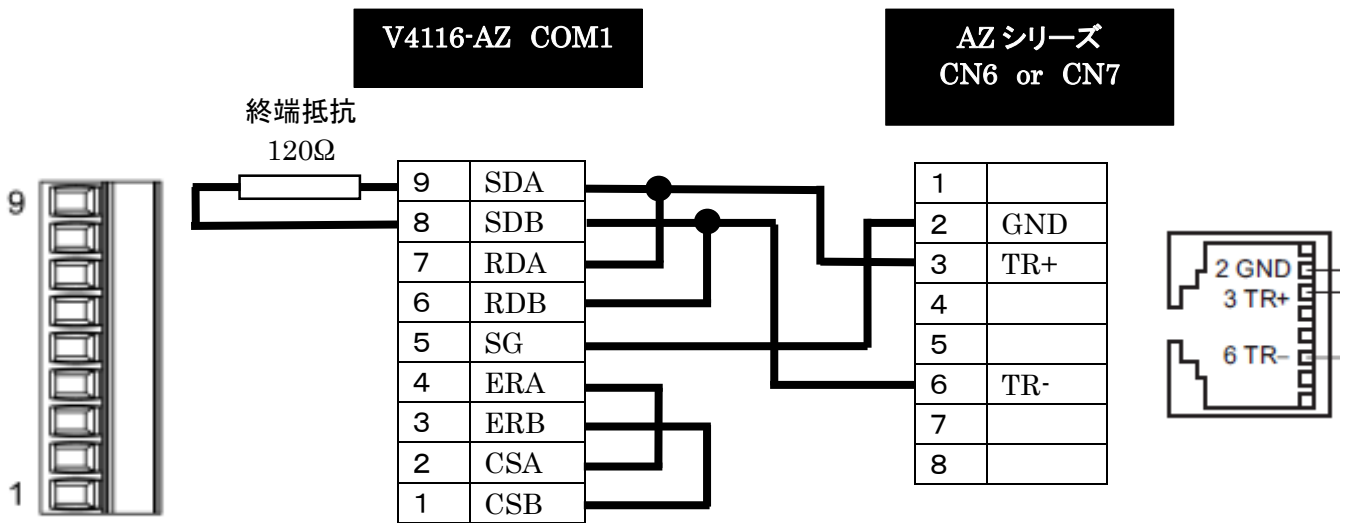 V4116-AZ COM1
AZシリーズ
CN6 or CN7
終端抵抗
120Ω
9
1
9 SDA
8 SDB
7 RDA
6 RDB
5 SG
4 ERA
3 ERB
2 CSA
1 CSB
1
2 GND
3 TR+
4
5
6 TR-
7
8
2 GND
3 TR+
6 TR–